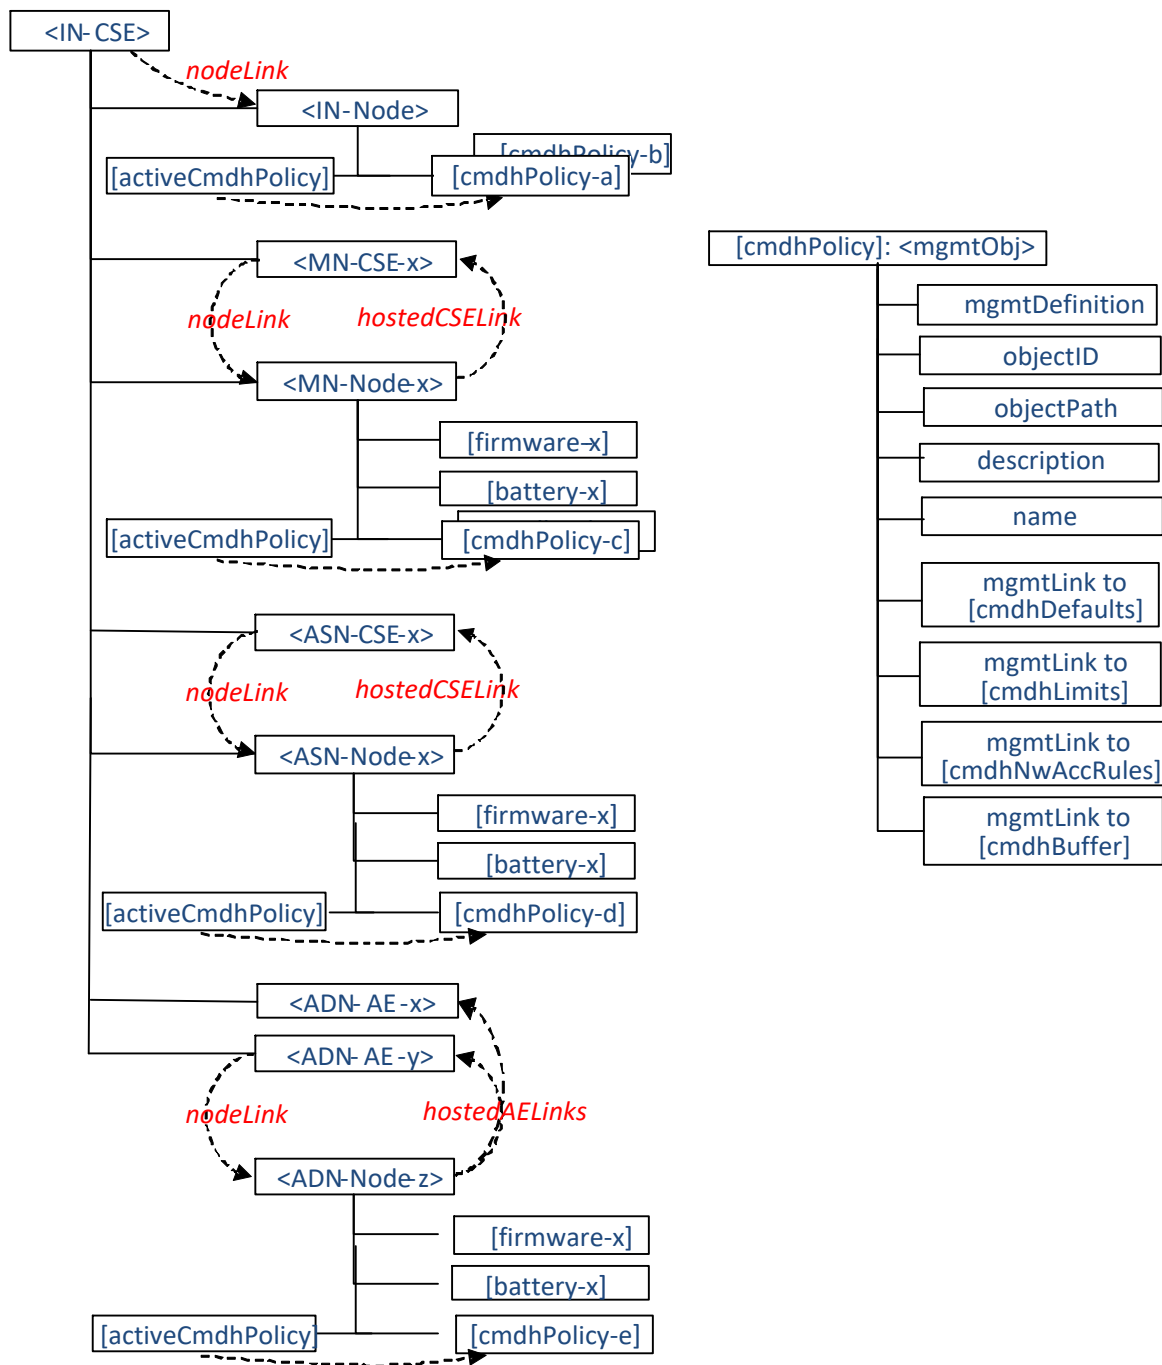 <IN-CSE>
nodeLink
<IN-Node>
[cmdhPolicy-b]
[activeCmdhPolicy]
[cmdhPolicy-a]
<MN-CSE-x>
nodeLink
hostedCSELink
<MN-Node-x>
[firmware-x]
[battery-x]
[activeCmdhPolicy]
[cmdhPolicy-c]
<ASN-CSE-x>
nodeLink
hostedCSELink
<ASN-Node-x>
[firmware-x]
[battery-x]
[activeCmdhPolicy]
[cmdhPolicy-d]
<ADN-AE-x>
<ADN-AE-y>
nodeLink
hostedAELinks
<ADN-Node-z>
[firmware-x]
[battery-x]
[activeCmdhPolicy]
[cmdhPolicy-e]
[cmdhPolicy]: <mgmtObj>
mgmtDefinition
objectID
objectPath
description
name
mgmtLink to
[cmdhDefaults]
mgmtLink to
[cmdhLimits]
mgmtLink to
[cmdhNwAccRules]
mgmtLink to
[cmdhBuffer]